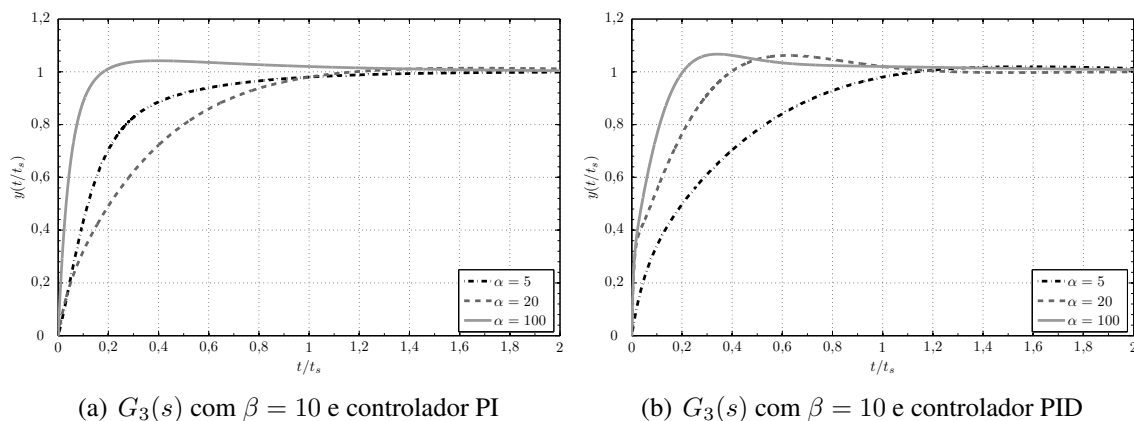 1,2
1
0,8
0,6
0,4
0,2
0
y(t/t_s)
0 0,2 0,4 0,6 0,8 1 1,2 1,4 1,6 1,8 2
t/t_s
α = 5
α = 20
α = 100
(a) G_3(s) com β = 10 e controlador PI
1,2
1
0,8
0,6
0,4
0,2
0
y(t/t_s)
0 0,2 0,4 0,6 0,8 1 1,2 1,4 1,6 1,8 2
t/t_s
α = 5
α = 20
α = 100
(b) G_3(s) com β = 10 e controlador PID